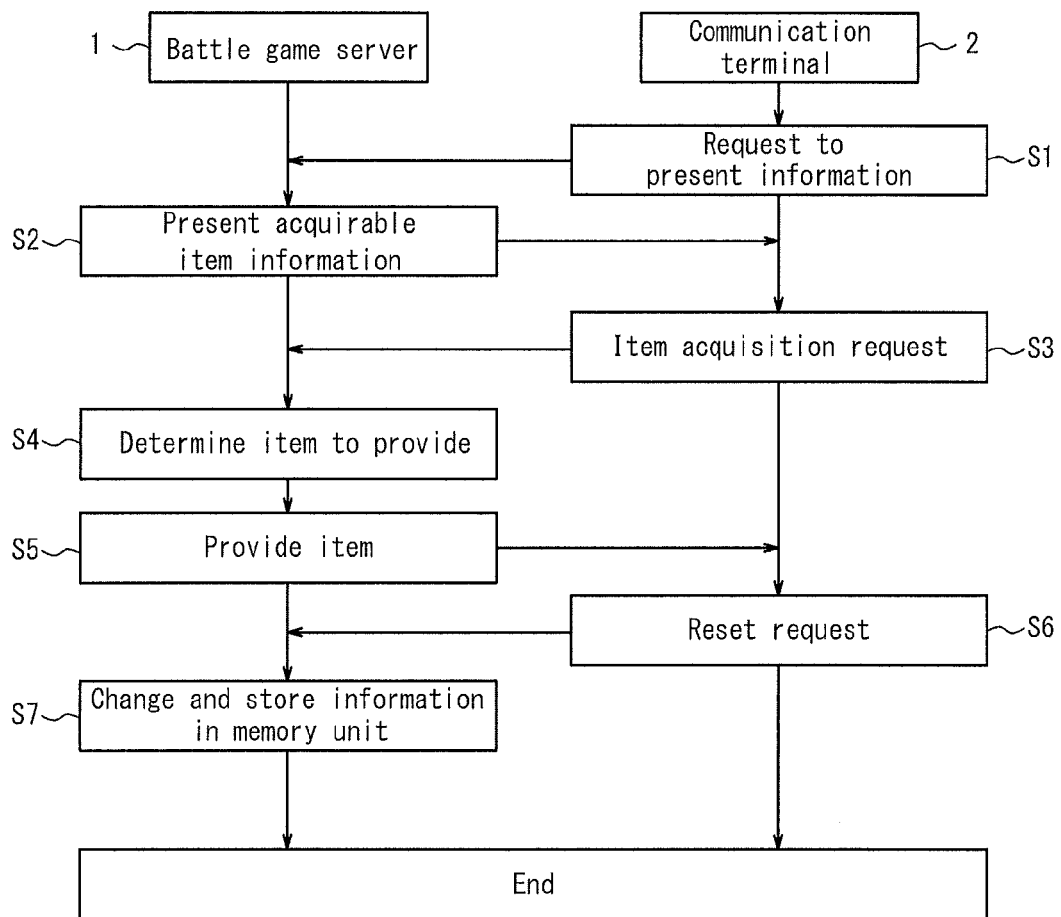 1
Battle game server
Communication
terminal
2
Request to
present information
S1
S2
Present acquirable
item information
Item acquisition request
S3
S4
Determine item to provide
S5
Provide item
Reset request
S6
S7
Change and store information
in memory unit
End